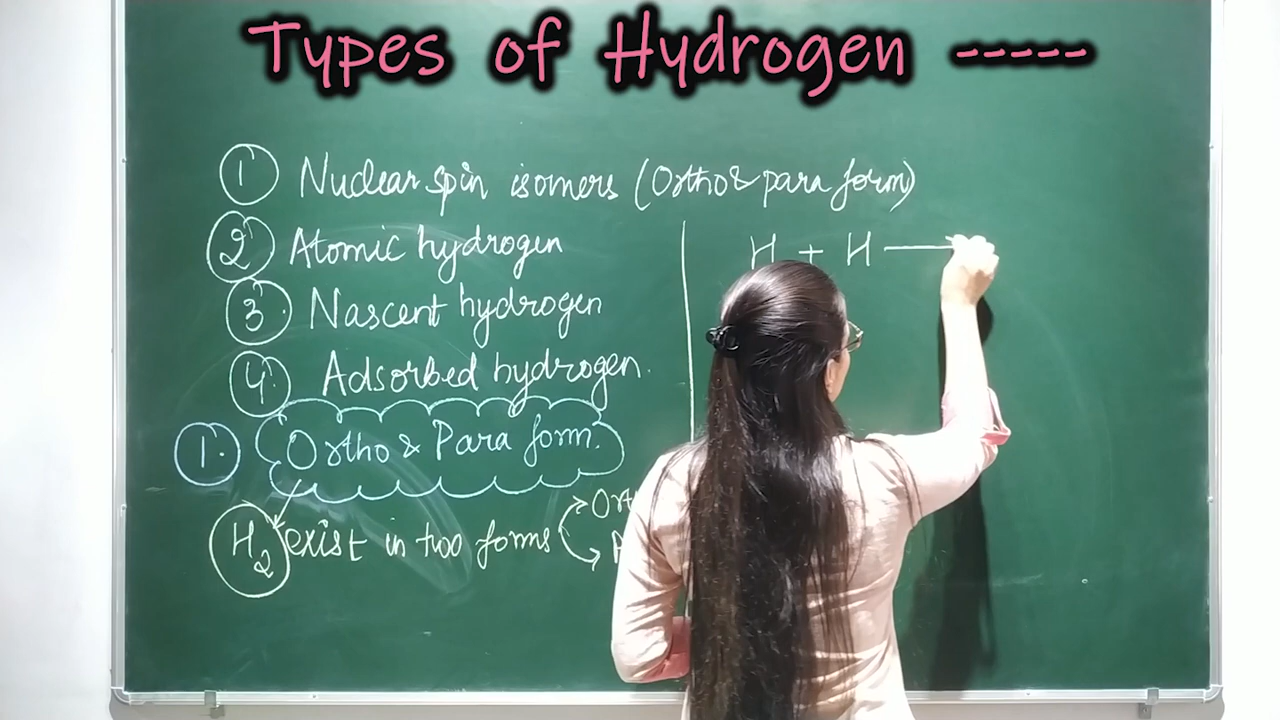 Types of Hydrogen -----
1 Nuclear spin isomers (Ortho & para form)
2 Atomic hydrogen
3. Nascent hydrogen
4. Adsorbed hydrogen.
1. Ortho & Para form.
H2 exist in two forms
H + H